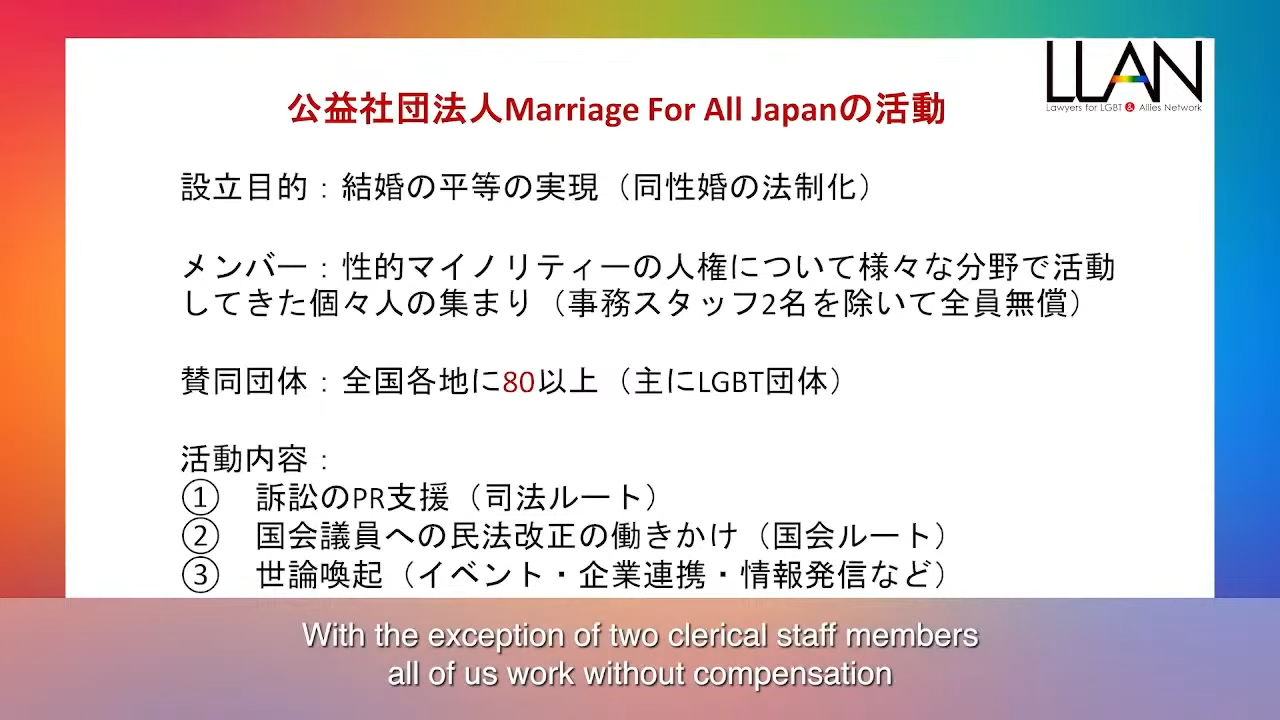 LLAN
Lawyers for LGBT & Allies Network
公益社団法人Marriage For All Japanの活動
設立目的：結婚の平等の実現（同性婚の法制化）
メンバー：性的マイノリティーの人権について様々な分野で活動
してきた個々人の集まり（事務スタッフ2名を除いて全員無償）
賛同団体：全国各地に80以上（主にLGBT団体）
活動内容：
① 訴訟のPR支援（司法ルート）
② 国会議員への民法改正の働きかけ（国会ルート）
③ 世論喚起（イベント・企業連携・情報発信など）
With the exception of two clerical staff members
all of us work without compensation